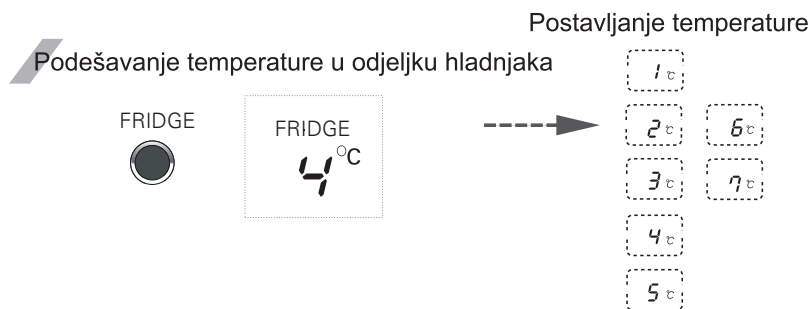 Postavljanje temperature
Podešavanje temperature u odjeljku hladnjaka
FRIDGE
FRIDGE
4°C
1°C
2°C 6°C
3°C 7°C
4°C
5°C